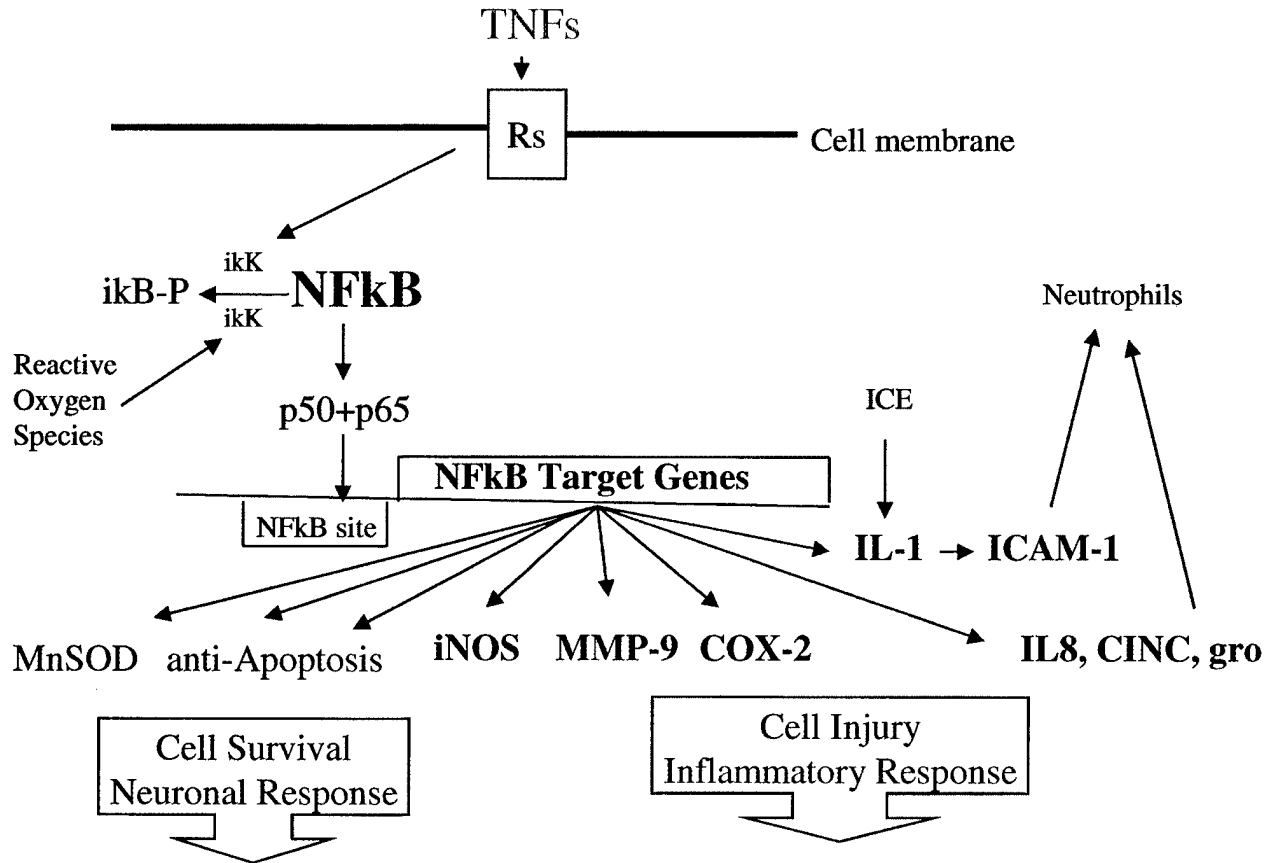 TNFs
Rs
Cell membrane
ikK
ikB-P
NFkB
ikK
Neutrophils
Reactive
Oxygen
Species
p50+p65
ICE
NFkB Target Genes
NFkB site
IL-1
ICAM-1
MnSOD
anti-Apoptosis
iNOS
MMP-9
COX-2
IL8, CINC, gro
Cell Survival
Neuronal Response
Cell Injury
Inflammatory Response